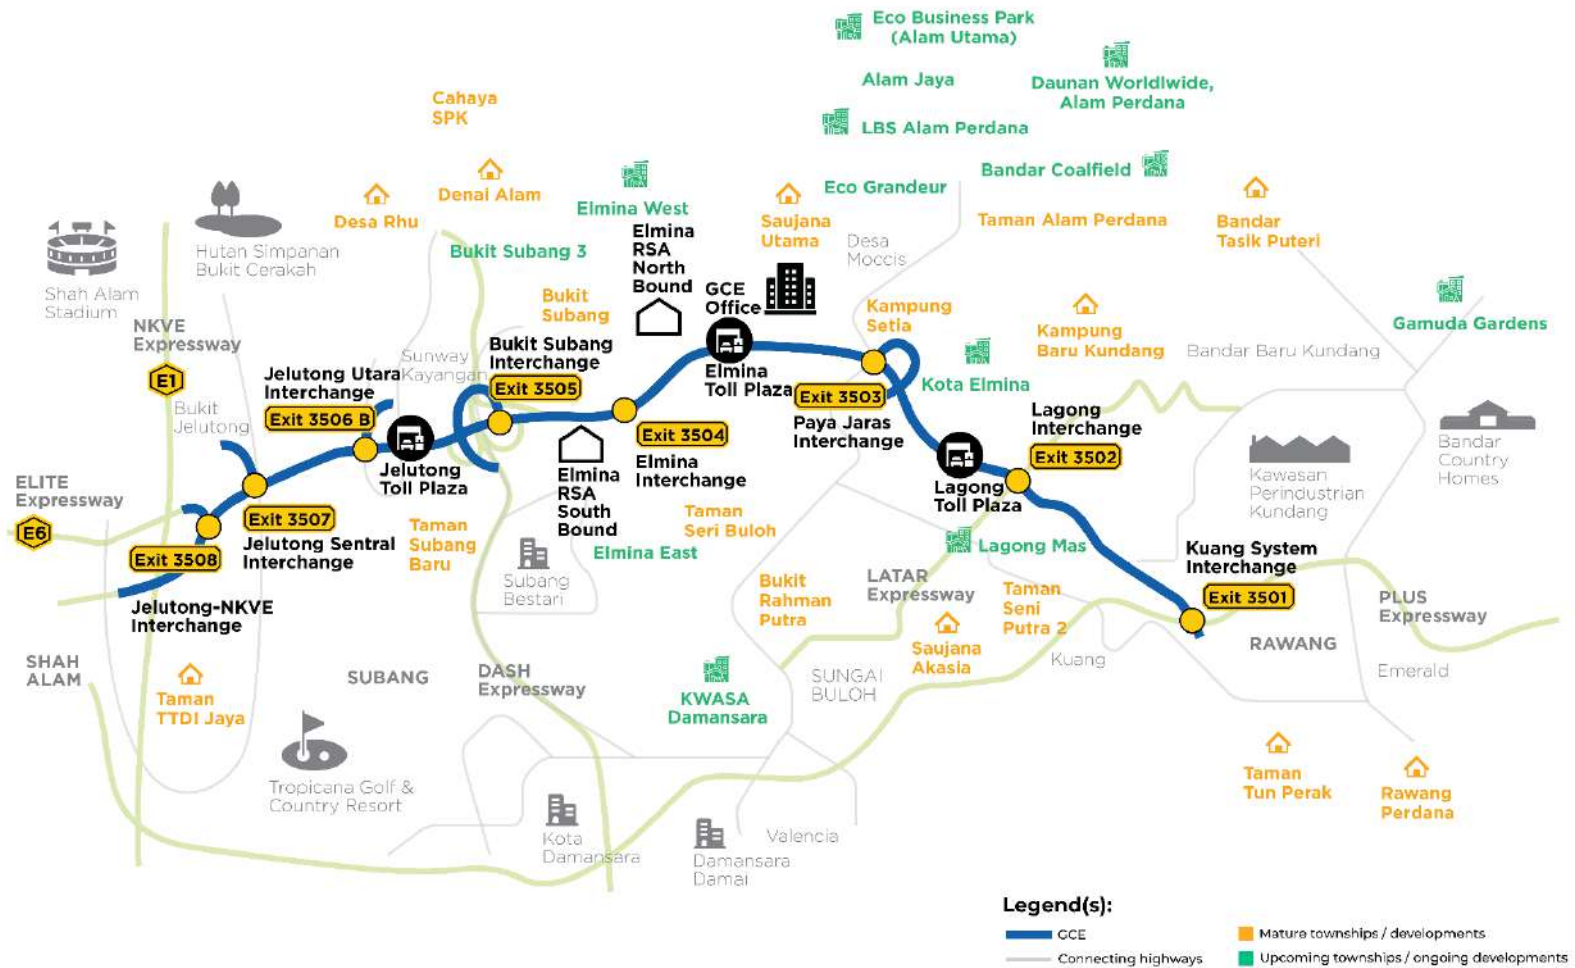 Eco Business Park
(Alam Utama)
Alam Jaya
Daunan Worldlwide,
Alam Perdana
Cahaya
SPK
LBS Alam Perdana
Bandar Coalfield
Denai Alam
Eco Grandeur
Desa Rhu
Elmina West
Saujana
Utama
Taman Alam Perdana
Bandar
Tasik Puteri
Hutan Simpanan
Bukit Cerakah
Bukit Subang 3
Elmina
RSA
North
Bound
Desa
Moccis
Shah Alam
Stadium
GCE
Office
Bukit
Subang
Kampung
Setia
Kampung
Baru Kundang
Gamuda Gardens
NKVE
Expressway
E1
Bukit Subang
Interchange
Exit 3505
Sunway
Kayangan
Jelutong Utara
Interchange
Exit 3506 B
Elmina
Toll Plaza
Exit 3503
Paya Jaras
Interchange
Kota Elmina
Bandar Baru Kundang
Bukit
Jelutong
Lagong
Interchange
Exit 3502
Exit 3504
Elmina
Interchange
Bandar
Country
Homes
Jelutong
Toll Plaza
Elmina
RSA
South
Bound
Lagong
Toll Plaza
Kawasan
Perindustrian
Kundang
ELITE
Expressway
E6
Exit 3507
Jelutong Sentral
Interchange
Taman
Subang
Baru
Taman
Seri Buloh
Elmina East
Lagong Mas
Kuang System
Interchange
Exit 3501
Exit 3508
Jelutong-NKVE
Interchange
Subang
Bestari
Bukit
Rahman
Putra
LATAR
Expressway
Taman
Seni
Putra 2
PLUS
Expressway
RAWANG
SHAH
ALAM
SUBANG
DASH
Expressway
Saujana
Akasia
Kuang
Emerald
SUNGAI
BULOH
Taman
TTDI Jaya
KWASA
Damansara
Tropicana Golf &
Country Resort
Taman
Tun Perak
Rawang
Perdana
Kota
Damansara
Damansara
Damai
Valencia
Legend(s):
GCE
Connecting highways
Mature townships / developments
Upcoming townships / ongoing developments